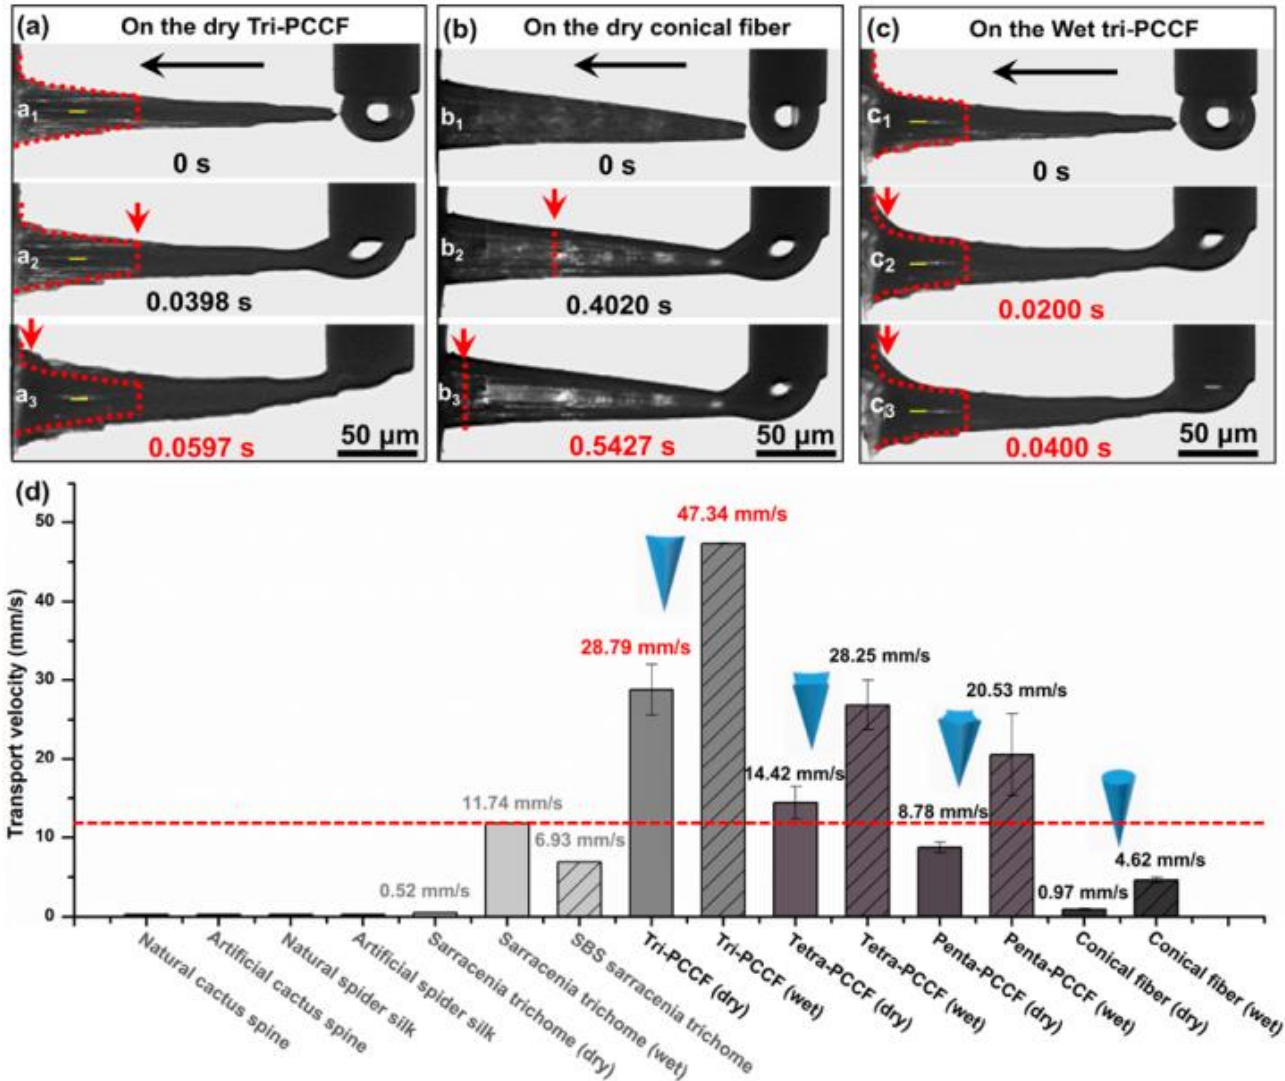 (a) On the dry Tri-PCCF
a1
0 s
a2
0.0398 s
a3
0.0597 s
50 μm
(b) On the dry conical fiber
b1
0 s
b2
0.4020 s
b3
0.5427 s
50 μm
(c) On the Wet tri-PCCF
c1
0 s
c2
0.0200 s
c3
0.0400 s
50 μm
(d)
Transport velocity (mm/s)
50
40
30
20
10
0
0.52 mm/s
11.74 mm/s
6.93 mm/s
28.79 mm/s
47.34 mm/s
14.42 mm/s
28.25 mm/s
8.78 mm/s
20.53 mm/s
0.97 mm/s
4.62 mm/s
Natural cactus spine
Artificial cactus spine
Natural spider silk
Artificial spider silk
Sarracenia trichome (dry)
Sarracenia trichome (wet)
SBS sarracenia trichome
Tri-PCCF (dry)
Tri-PCCF (wet)
Tetra-PCCF (dry)
Tetra-PCCF (wet)
Penta-PCCF (dry)
Penta-PCCF (wet)
Conical fiber (dry)
Conical fiber (wet)